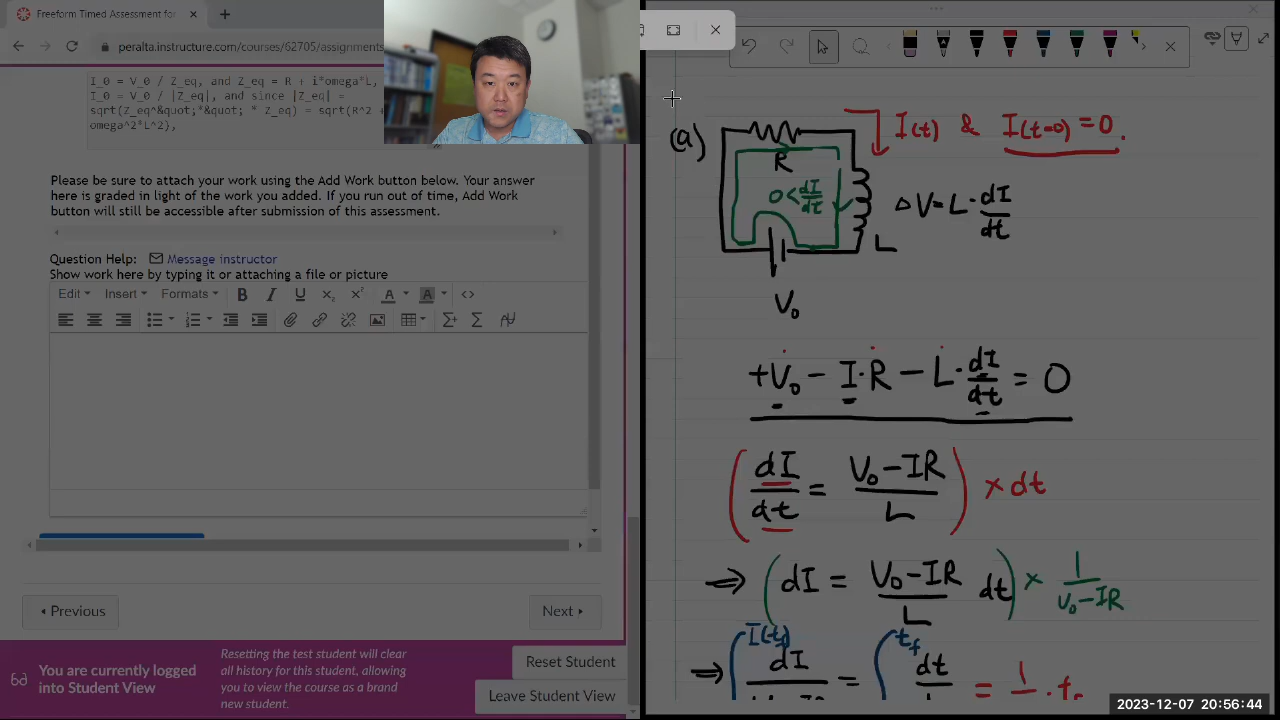 Freeform Timed Assessment for
peralta.instructure.com/courses/62705/assignments
I_0 = V_0 / Z_eq, and Z_eq = R + i*omega*L,
I_0 = V_0 / |Z_eq|, and since |Z_eq| =
sqrt(Z_eq^&quot;*&quot; * Z_eq) = sqrt(R^2 +
omega^2*L^2),
Please be sure to attach your work using the Add Work button below. Your answer
here is graded in light of the work you added. If you run out of time, Add Work
button will still be accessible after submission of this assessment.
Question Help: Message instructor
Show work here by typing it or attaching a file or picture
Edit Insert Formats B I U X₂ X² A A <>
Previous
Next
You are currently logged
into Student View
Resetting the test student will clear
all history for this student, allowing
you to view the course as a brand
new student.
Reset Student
Leave Student View
(a)
R
I(t) & I(t=0) = 0.
0 < dI/dt
ΔV = L · dI/dt
L
V₀
+V₀ - I·R - L·dI/dt = 0
(dI/dt = (V₀-IR)/L) × dt
⇒ (dI = (V₀-IR)/L dt) × 1/(V₀-IR)
I(tf) tf
⇒ ∫ dI = ∫ dt = 1 · tf
2023-12-07 20:56:44